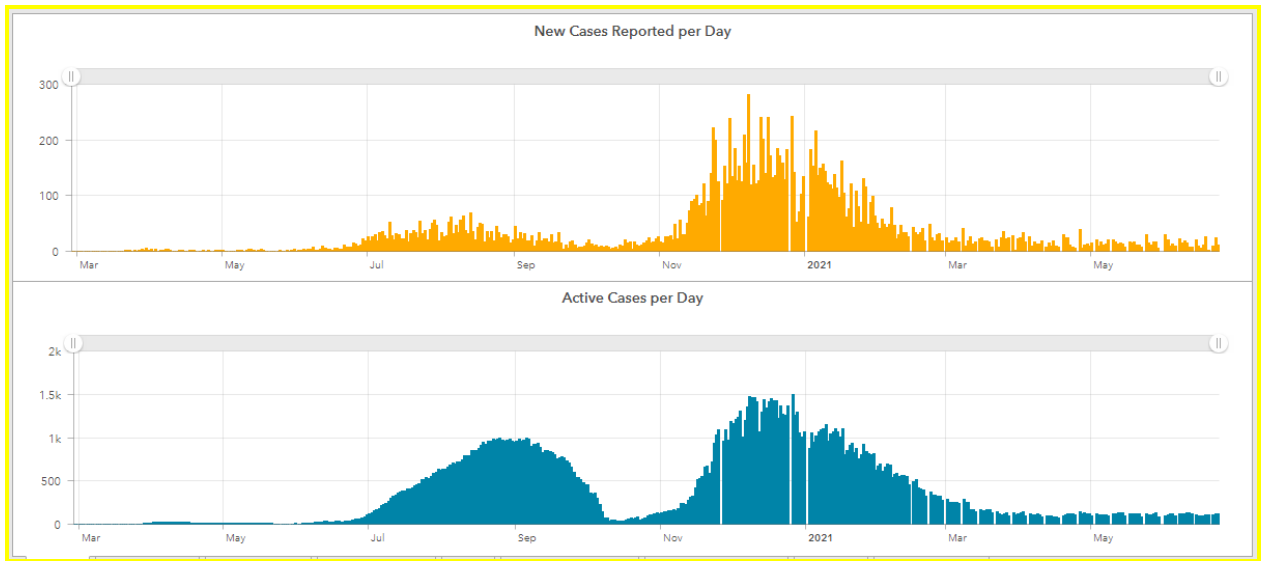 New Cases Reported per Day
300
200
100
0
Mar May Jul Sep Nov 2021 Mar May
Active Cases per Day
2k
1.5k
1k
500
0
Mar May Jul Sep Nov 2021 Mar May